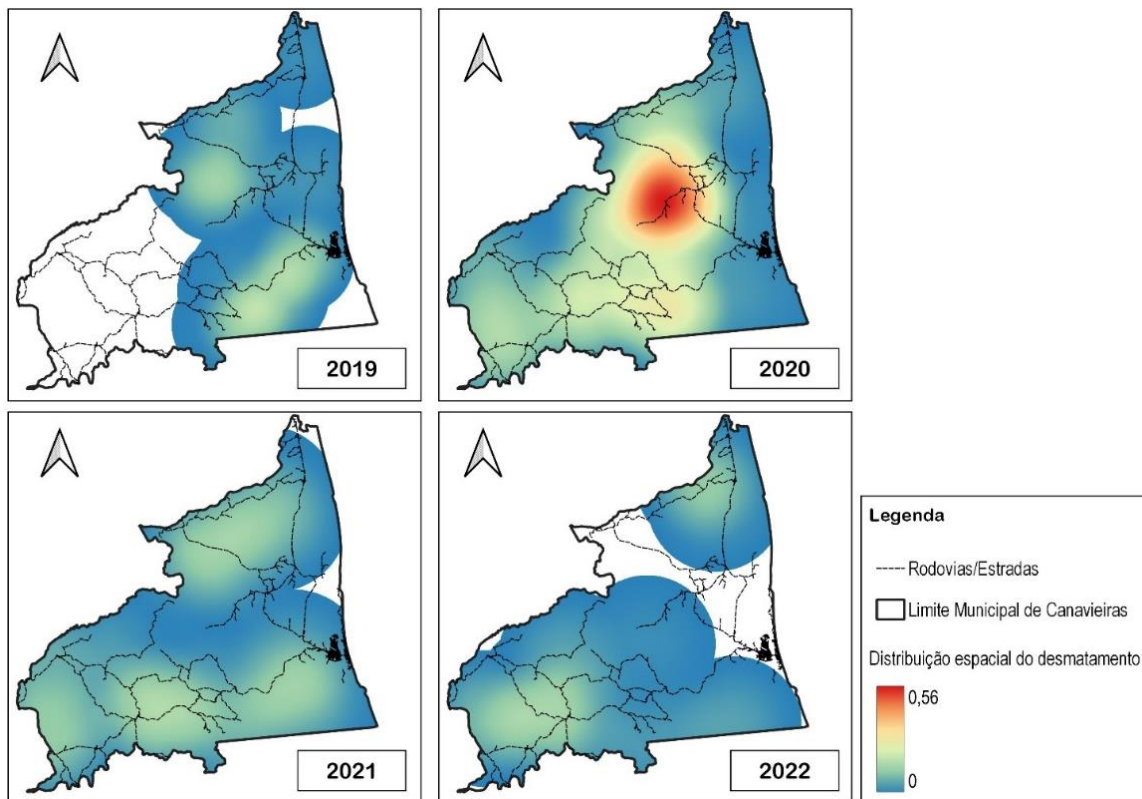 2019
2020
2021
2022
Legenda
Rodovias/Estradas
Limite Municipal de Canavieiras
Distribuição espacial do desmatamento
0,56
0